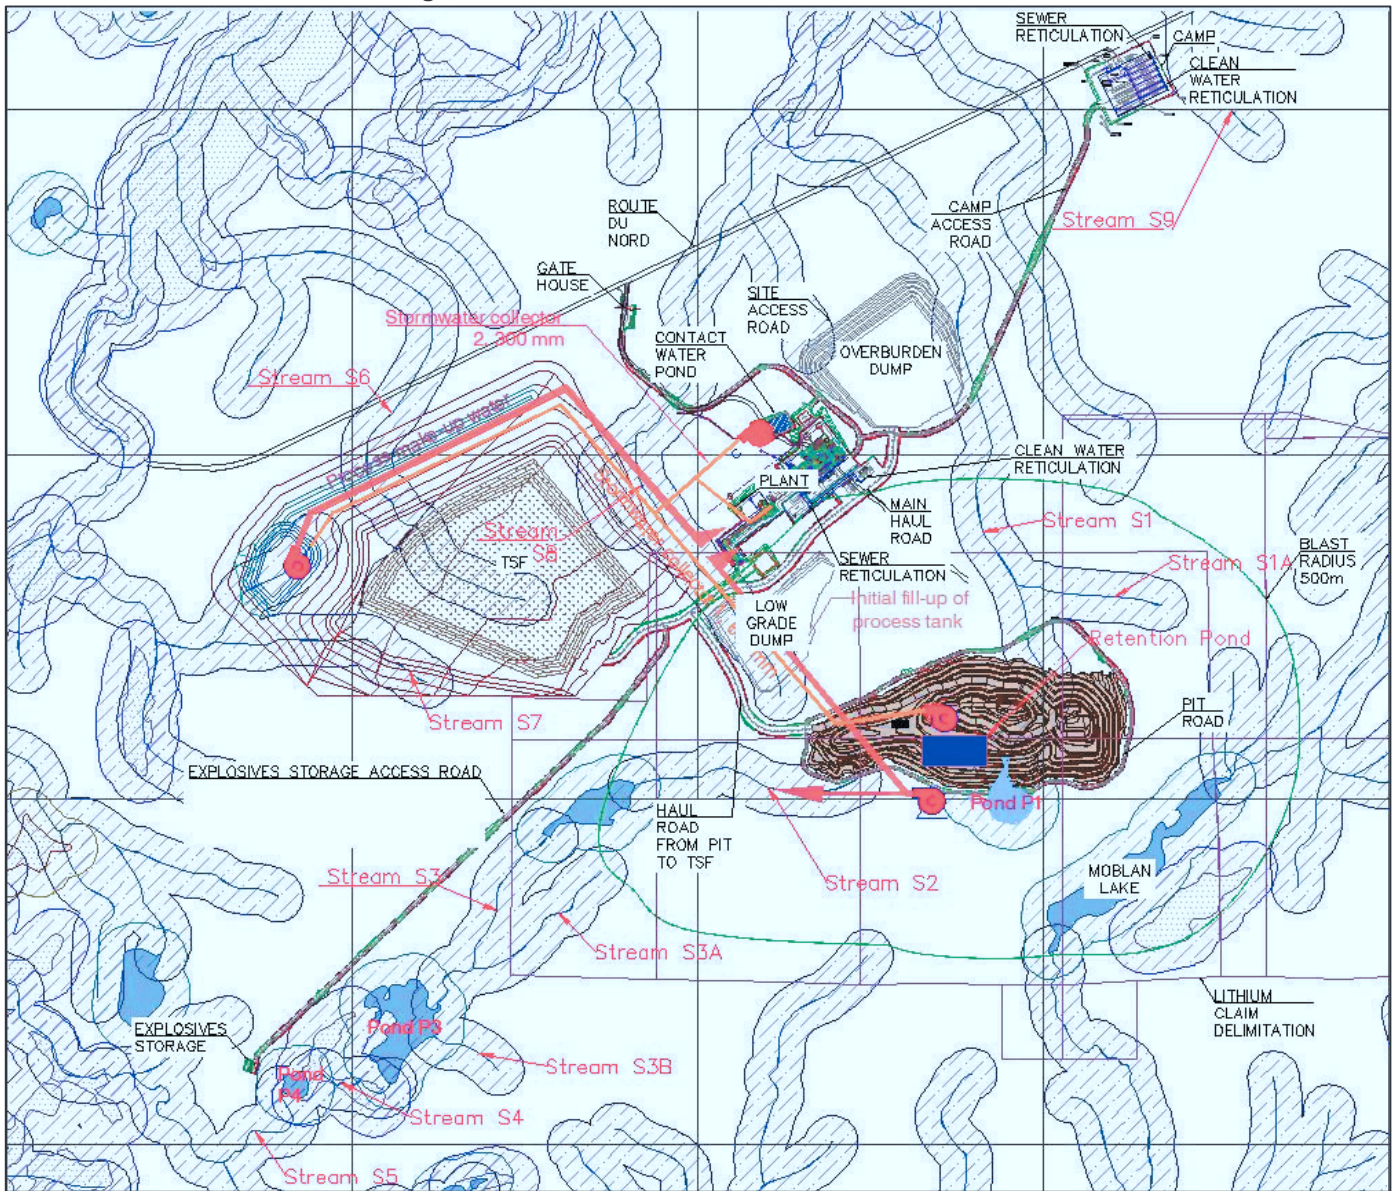 SEWER
RETICULATION
CAMP
CLEAN
WATER
RETICULATION
ROUTE
DU
NORD
CAMP
ACCESS
ROAD
Stream S9
GATE
HOUSE
SITE
ACCESS
ROAD
Stormwater collector
2, 300 mm
CONTACT
WATER
POND
OVERBURDEN
DUMP
Stream S6
Process make-up water
C
CLEAN WATER
RETICULATION
PLANT
MAIN
HAUL
ROAD
Stream S1
Stream
S8
TSF
BLAST
RADIUS
500m
SEWER
RETICULATION
Stream S1A
LOW
GRADE
DUMP
Initial fill-up of
process tank
Retention Pond
mm
Stream S7
PIT
ROAD
EXPLOSIVES STORAGE ACCESS ROAD
Pond P1
HAUL
ROAD
FROM PIT
TO TSF
MOBLAN
LAKE
Stream S3
Stream S2
Stream S3A
LITHIUM
CLAIM
DELIMITATION
EXPLOSIVES
STORAGE
Pond P3
Pond
P4
Stream S3B
Stream S4
Stream S5